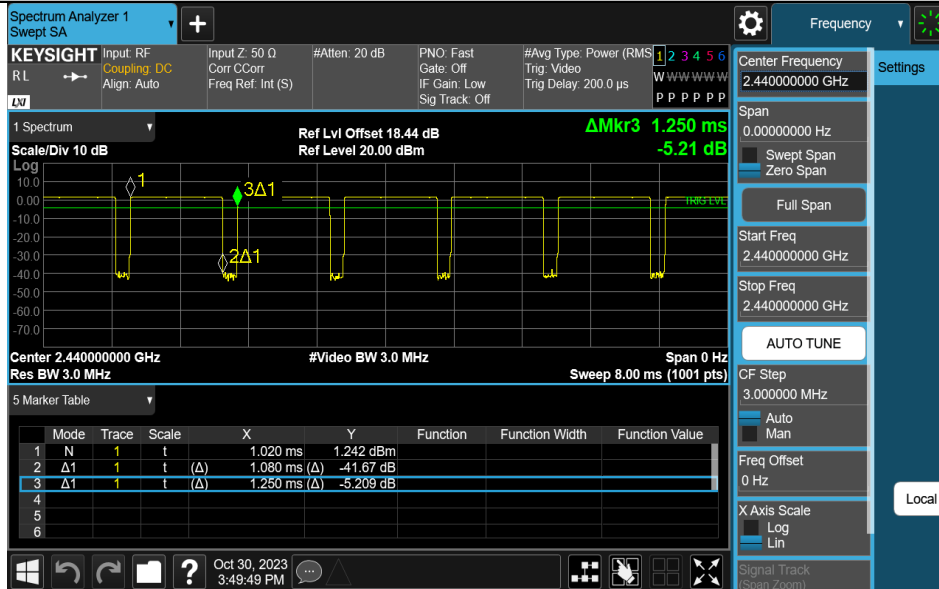 Spectrum Analyzer 1
Swept SA
+
Frequency
KEYSIGHT
RL
LXI
Input: RF
Coupling: DC
Align: Auto
Input Z: 50 Ω
Corr CCorr
Freq Ref: Int (S)
#Atten: 20 dB
PNO: Fast
Gate: Off
IF Gain: Low
Sig Track: Off
#Avg Type: Power (RMS
Trig: Video
Trig Delay: 200.0 µs
1 2 3 4 5 6
W W W W W W
P P P P P P
1 Spectrum
Scale/Div 10 dB
Ref Lvl Offset 18.44 dB
Ref Level 20.00 dBm
ΔMkr3 1.250 ms
-5.21 dB
Log
10.0
0.00
-10.0
-20.0
-30.0
-40.0
-50.0
-60.0
-70.0
1
3Δ1
2Δ1
TRIG LVL
Center 2.440000000 GHz
#Video BW 3.0 MHz
Span 0 Hz
Res BW 3.0 MHz
Sweep 8.00 ms (1001 pts)
5 Marker Table
Mode Trace Scale X Y Function Function Width Function Value
1 N 1 t 1.020 ms 1.242 dBm
2 Δ1 1 t (Δ) 1.080 ms (Δ) -41.67 dB
3 Δ1 1 t (Δ) 1.250 ms (Δ) -5.209 dB
4
5
6
?
Oct 30, 2023
3:49:49 PM
Center Frequency
2.440000000 GHz
Span
0.00000000 Hz
Swept Span
Zero Span
Full Span
Start Freq
2.440000000 GHz
Stop Freq
2.440000000 GHz
AUTO TUNE
CF Step
3.000000 MHz
Auto
Man
Freq Offset
0 Hz
X Axis Scale
Log
Lin
Signal Track
(Span Zoom)
Settings
Local